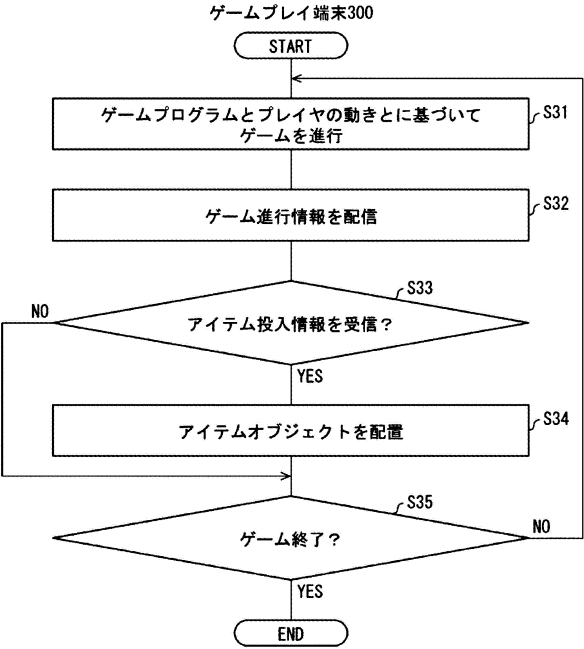 ゲームプレイ端末300
START
ゲームプログラムとプレイヤの動きとに基づいて
ゲームを進行
S31
ゲーム進行情報を配信
S32
S33
NO
アイテム投入情報を受信?
YES
アイテムオブジェクトを配置
S34
S35
ゲーム終了?
NO
YES
END